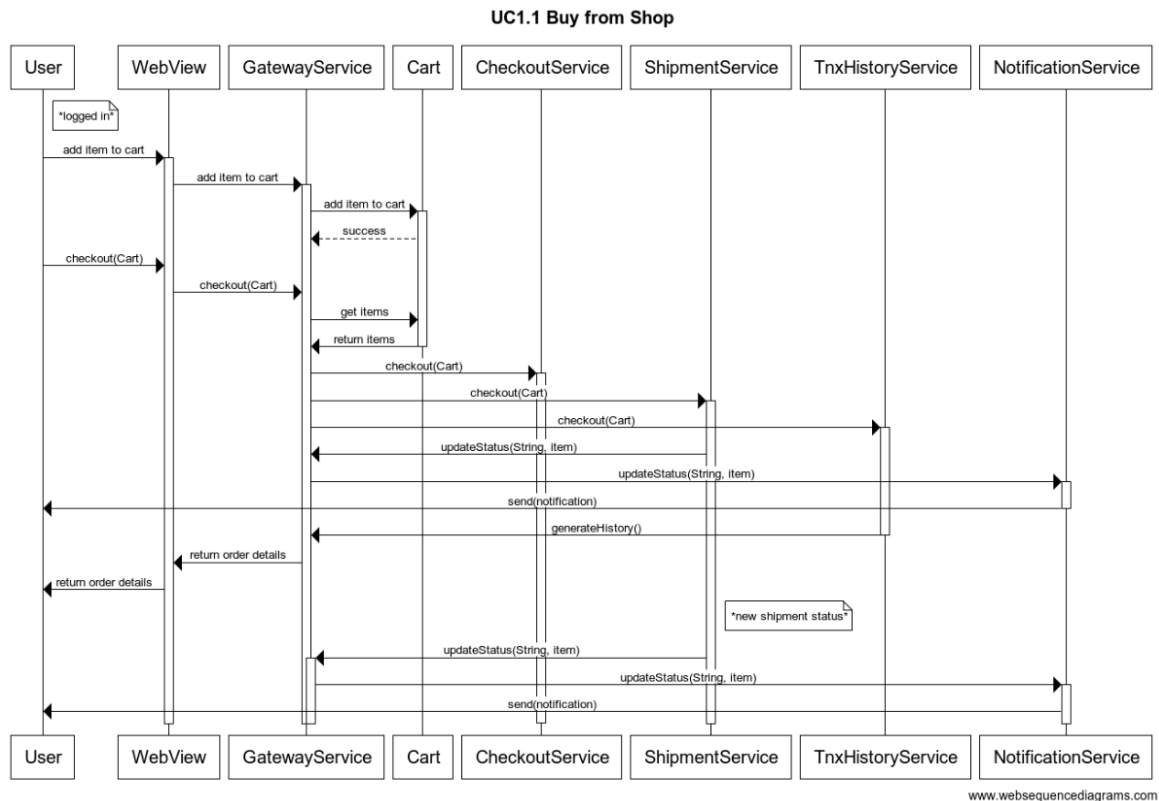 UC1.1 Buy from Shop
User WebView GatewayService Cart CheckoutService ShipmentService TnxHistoryService NotificationService
*logged in*
add item to cart
add item to cart
add item to cart
success
checkout(Cart)
checkout(Cart)
get items
return items
checkout(Cart)
checkout(Cart)
checkout(Cart)
updateStatus(String, item)
updateStatus(String, item)
send(notification)
generateHistory()
return order details
return order details
*new shipment status*
updateStatus(String, item)
updateStatus(String, item)
send(notification)
User WebView GatewayService Cart CheckoutService ShipmentService TnxHistoryService NotificationService
www.websequencediagrams.com